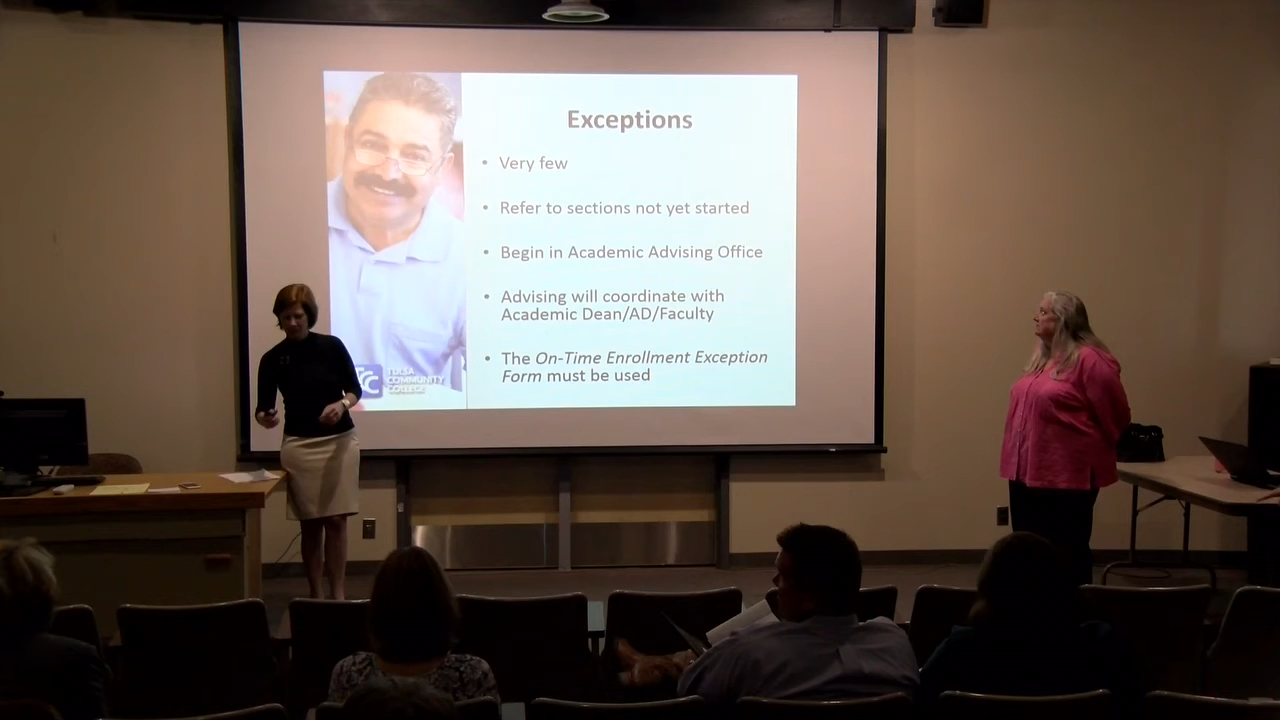 Exceptions
• Very few
• Refer to sections not yet started
• Begin in Academic Advising Office
• Advising will coordinate with
Academic Dean/AD/Faculty
• The On-Time Enrollment Exception
Form must be used
TULSA
COMMUNITY
COLLEGE